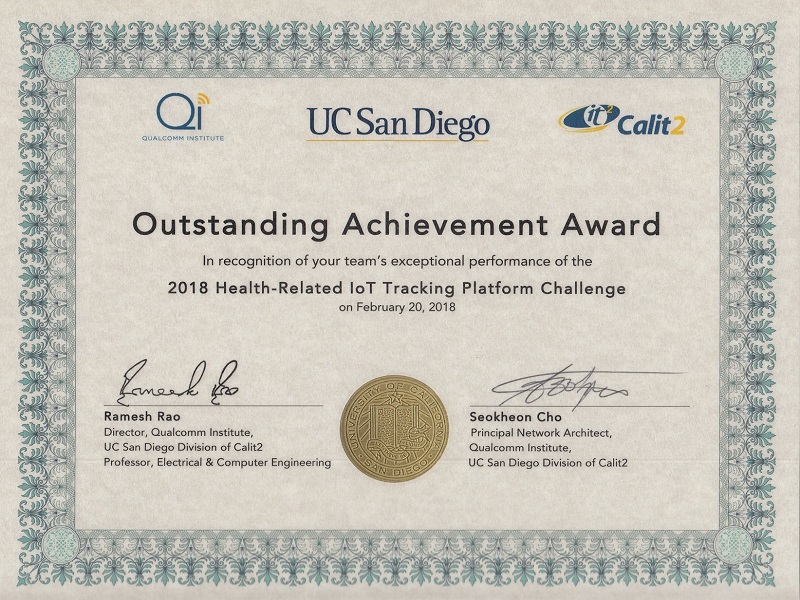 Qi
QUALCOMM INSTITUTE
UC San Diego
it2 Calit2
Outstanding Achievement Award
In recognition of your team's exceptional performance of the
2018 Health-Related IoT Tracking Platform Challenge
on February 20, 2018
Ramesh Rao
Ramesh Rao
Director, Qualcomm Institute,
UC San Diego Division of Calit2
Professor, Electrical & Computer Engineering
UNIVERSITY OF CALIFORNIA
SAN DIEGO
Seokheon Cho
Principal Network Architect,
Qualcomm Institute,
UC San Diego Division of Calit2